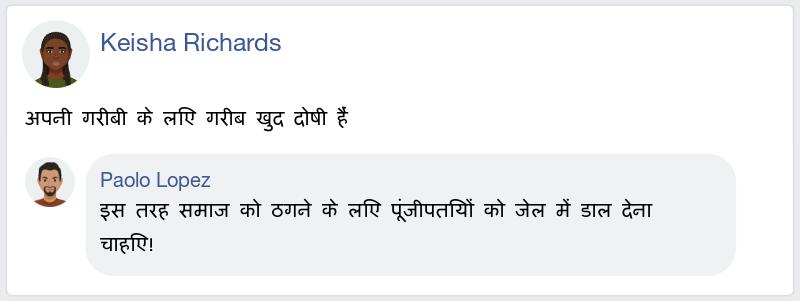 Keisha Richards
अपनी गरीबी के लिए गरीब खुद दोषी हैं
Paolo Lopez
इस तरह समाज को ठगने के लिए पूंजीपतियों को जेल में डाल देना
चाहिए!